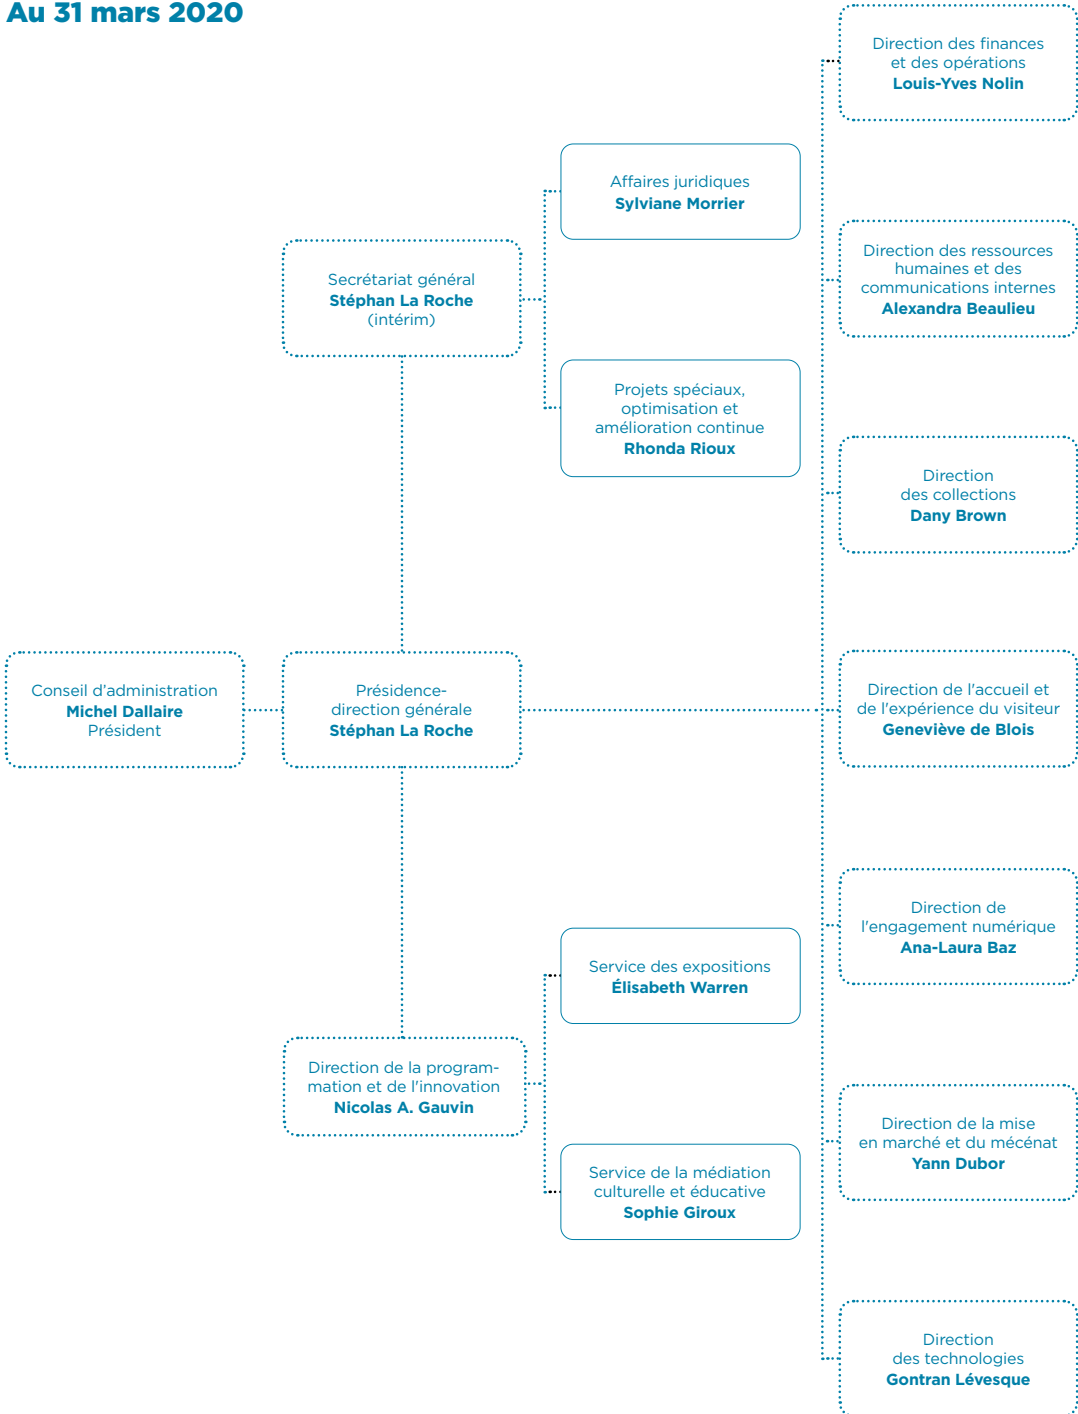 Au 31 mars 2020
Direction des finances
et des opérations
Louis-Yves Nolin
Affaires juridiques
Sylviane Morrier
Direction des ressources
humaines et des
communications internes
Alexandra Beaulieu
Secrétariat général
Stéphan La Roche
(intérim)
Projets spéciaux,
optimisation et
amélioration continue
Rhonda Rioux
Direction
des collections
Dany Brown
Conseil d'administration
Michel Dallaire
Président
Présidence-
direction générale
Stéphan La Roche
Direction de l'accueil et
de l'expérience du visiteur
Geneviève de Blois
Direction de
l'engagement numérique
Ana-Laura Baz
Service des expositions
Élisabeth Warren
Direction de la program-
mation et de l'innovation
Nicolas A. Gauvin
Direction de la mise
en marché et du mécénat
Yann Dubor
Service de la médiation
culturelle et éducative
Sophie Giroux
Direction
des technologies
Gontran Lévesque